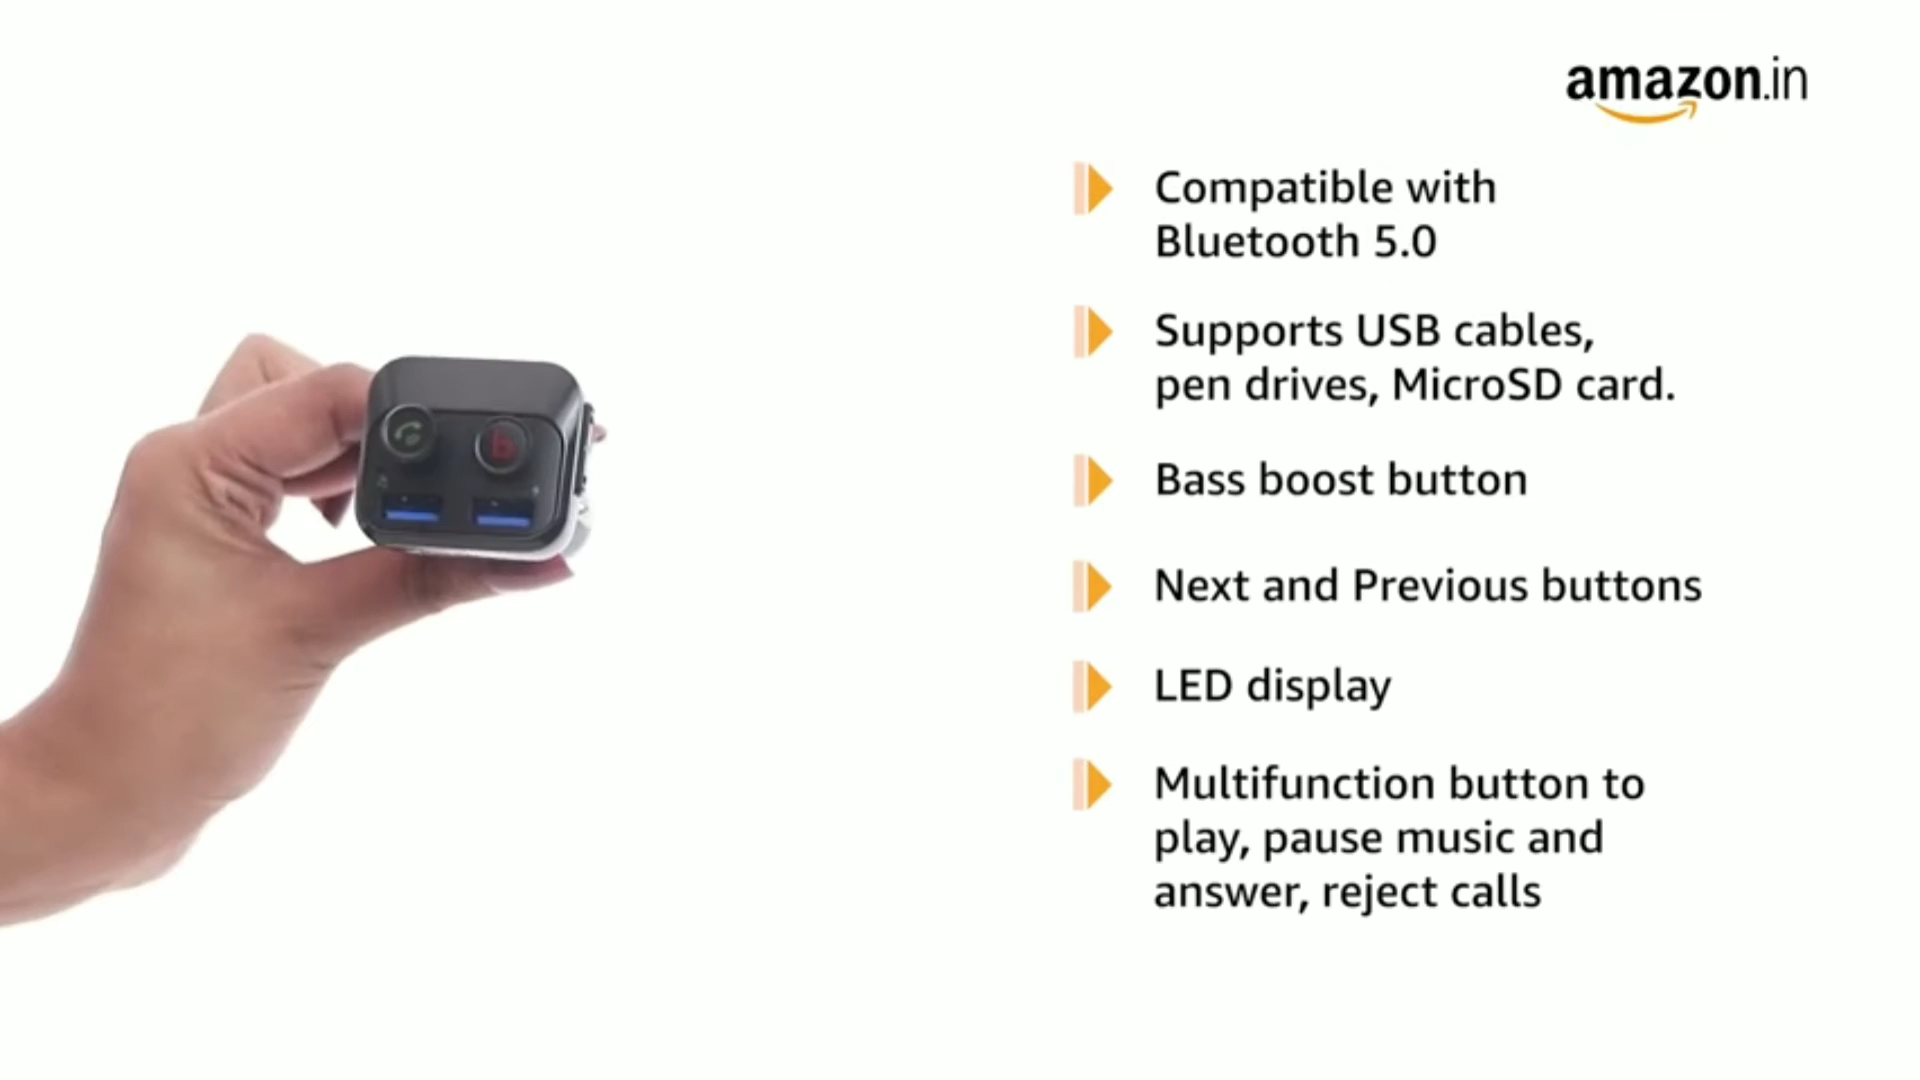 amazon.in
Compatible with
Bluetooth 5.0
Supports USB cables,
pen drives, MicroSD card.
Bass boost button
Next and Previous buttons
LED display
Multifunction button to
play, pause music and
answer, reject calls
b